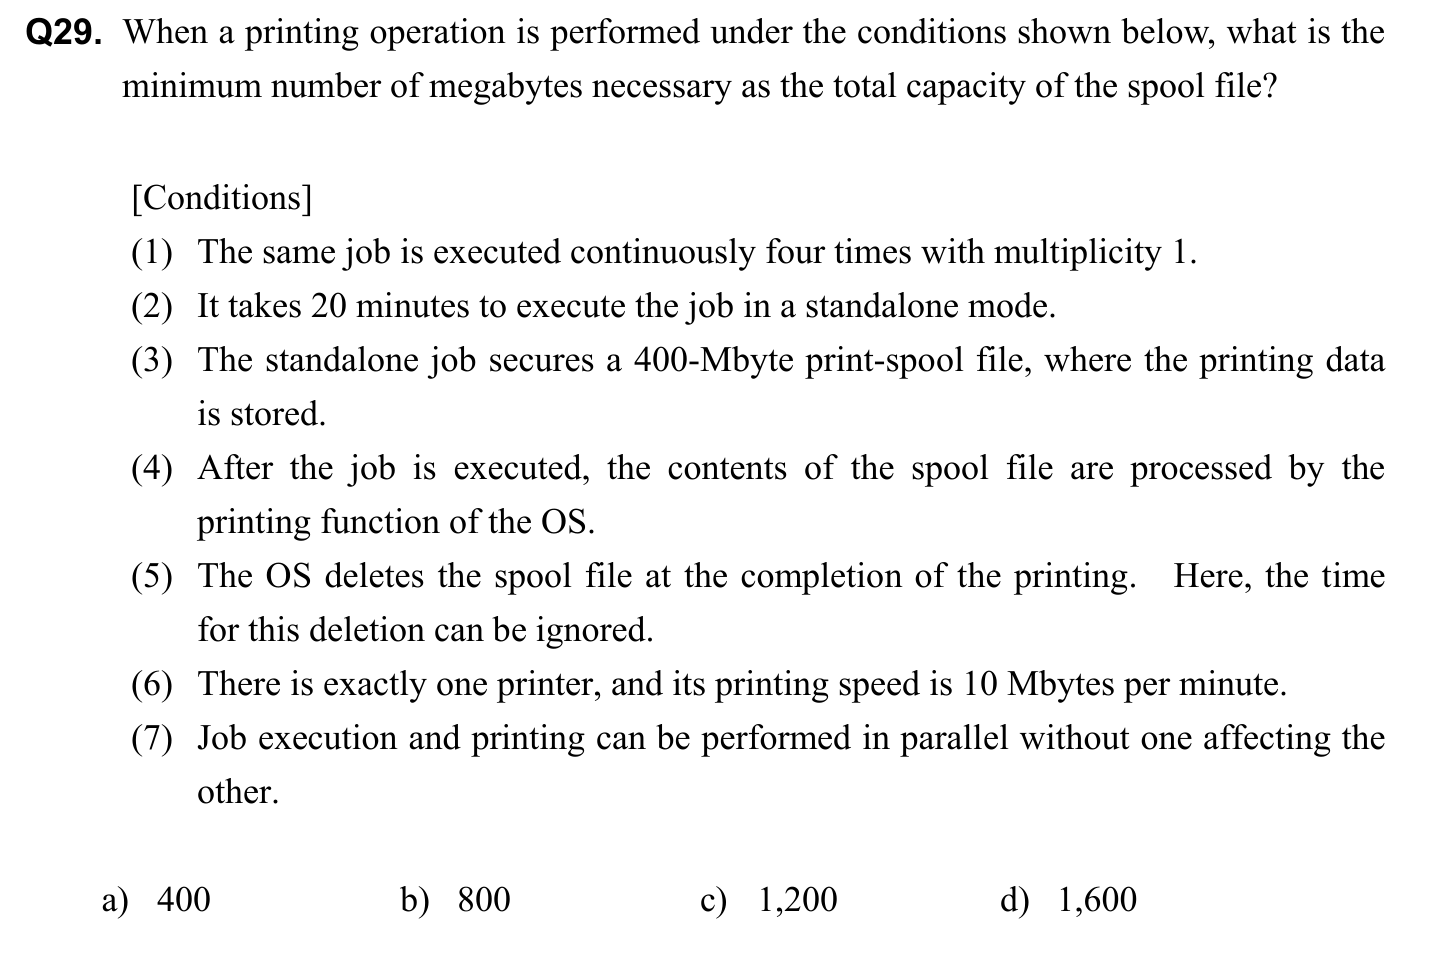 Q29. When a printing operation is performed under the conditions shown below, what is the
minimum number of megabytes necessary as the total capacity of the spool file?
[Conditions]
(1) The same job is executed continuously four times with multiplicity 1.
(2) It takes 20 minutes to execute the job in a standalone mode.
(3) The standalone job secures a 400-Mbyte print-spool file, where the printing data
is stored.
(4) After the job is executed, the contents of the spool file are processed by the
printing function of the OS.
(5) The OS deletes the spool file at the completion of the printing. Here, the time
for this deletion can be ignored.
(6) There is exactly one printer, and its printing speed is 10 Mbytes per minute.
(7) Job execution and printing can be performed in parallel without one affecting the
other.
a) 400 b) 800 c) 1,200 d) 1,600